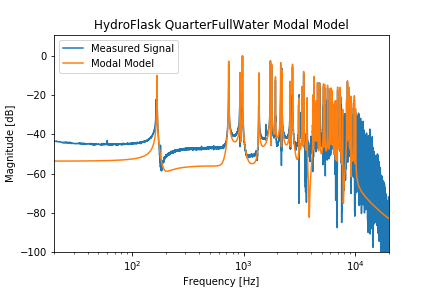 HydroFlask QuarterFullWater Modal Model
Measured Signal
Modal Model
Magnitude [dB]
0
−20
−40
−60
−80
−100
10²
10³
10⁴
Frequency [Hz]